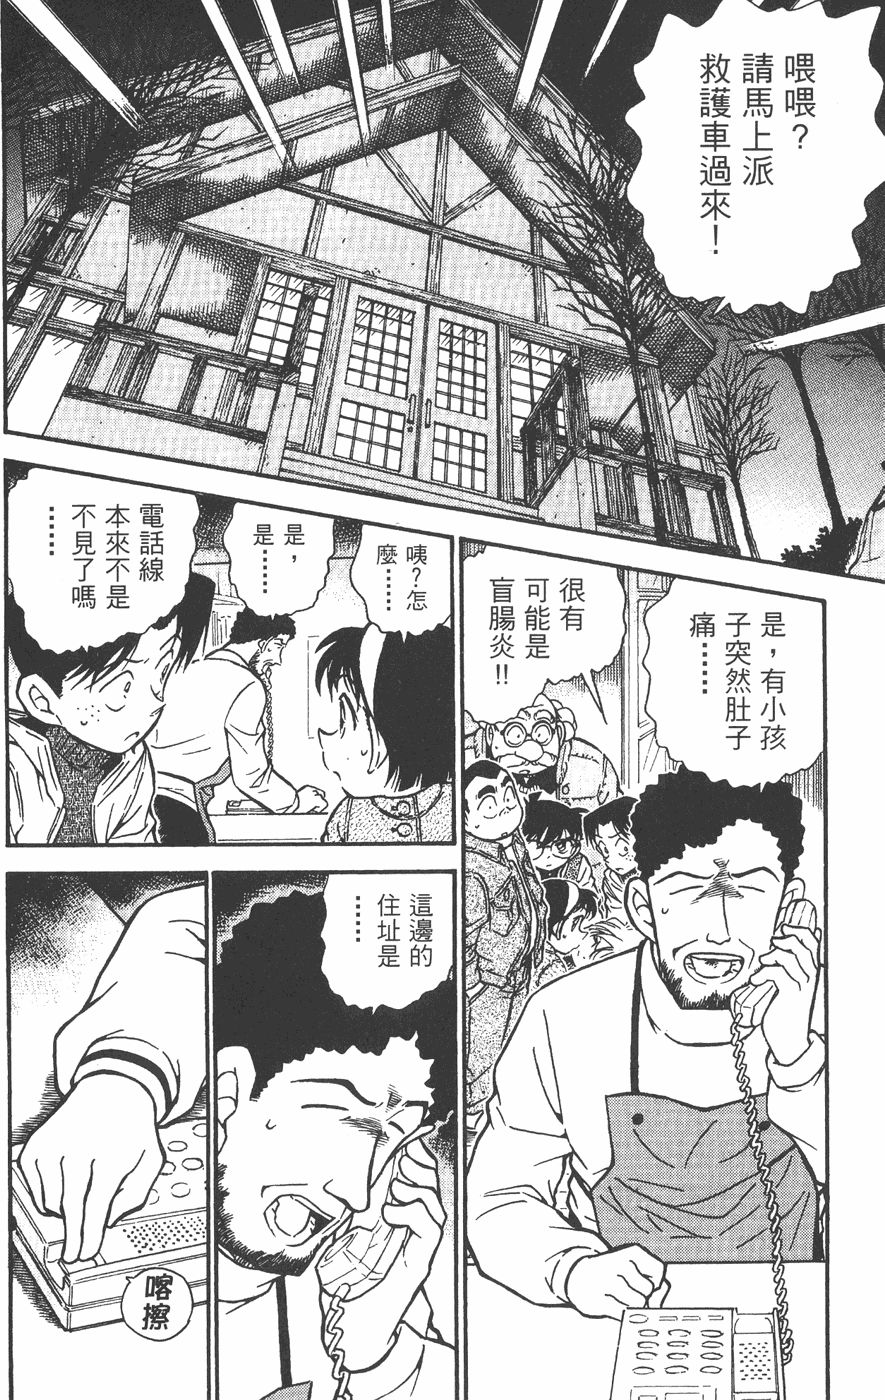 喂喂？
請馬上派
救護車過來！
是，有小孩
子突然肚子
痛……
很有
可能是
盲腸炎!!
咦？怎
麼……
是，
是……
電話線
本來不是
不見了嗎
……
這邊的
住址是
……
喀擦